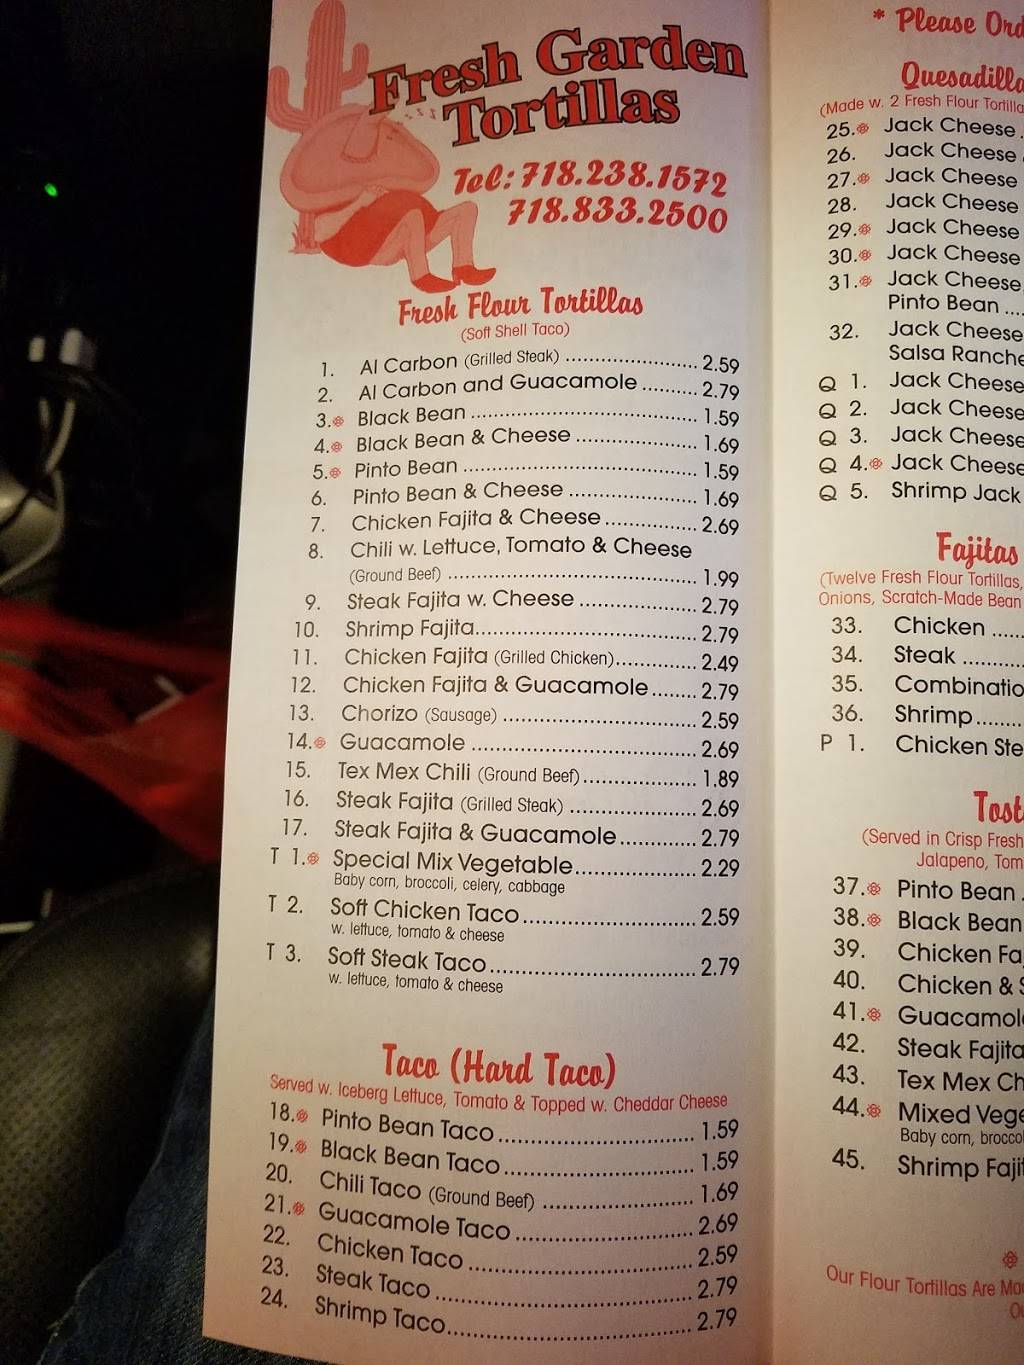 Fresh Garden
Tortillas
Tel: 718.238.1572
718.833.2500
Fresh Flour Tortillas
(Soft Shell Taco)
1. Al Carbon (Grilled Steak) .......... 2.59
2. Al Carbon and Guacamole .......... 2.79
3. Black Bean .......... 1.59
4. Black Bean & Cheese .......... 1.69
5. Pinto Bean .......... 1.59
6. Pinto Bean & Cheese .......... 1.69
7. Chicken Fajita & Cheese .......... 2.69
8. Chili w. Lettuce, Tomato & Cheese
(Ground Beef) .......... 1.99
9. Steak Fajita w. Cheese .......... 2.79
10. Shrimp Fajita .......... 2.79
11. Chicken Fajita (Grilled Chicken) .......... 2.49
12. Chicken Fajita & Guacamole .......... 2.79
13. Chorizo (Sausage) .......... 2.59
14. Guacamole .......... 2.69
15. Tex Mex Chili (Ground Beef) .......... 1.89
16. Steak Fajita (Grilled Steak) .......... 2.69
17. Steak Fajita & Guacamole .......... 2.79
T 1. Special Mix Vegetable .......... 2.29
Baby corn, broccoli, celery, cabbage
T 2. Soft Chicken Taco .......... 2.59
w. lettuce, tomato & cheese
T 3. Soft Steak Taco .......... 2.79
w. lettuce, tomato & cheese
Taco (Hard Taco)
Served w. Iceberg Lettuce, Tomato & Topped w. Cheddar Cheese
18. Pinto Bean Taco .......... 1.59
19. Black Bean Taco .......... 1.59
20. Chili Taco (Ground Beef) .......... 1.69
21. Guacamole Taco .......... 2.69
22. Chicken Taco .......... 2.59
23. Steak Taco .......... 2.79
24. Shrimp Taco .......... 2.79
* Please
Quesadilla
(Made w. 2 Fresh Flour Tortilla
25. Jack Cheese
26. Jack Cheese
27. Jack Cheese
28. Jack Cheese
29. Jack Cheese
30. Jack Cheese
31. Jack Cheese,
Pinto Bean ....
32. Jack Cheese
Salsa Ranche
Q 1. Jack Cheese
Q 2. Jack Cheese
Q 3. Jack Cheese
Q 4. Jack Cheese
Q 5. Shrimp Jack
Fajitas
(Twelve Fresh Flour Tortillas,
Onions, Scratch-Made Bean
33. Chicken ......
34. Steak ..........
35. Combinatio
36. Shrimp ........
P 1. Chicken Ste
Tost
(Served in Crisp Fresh
Jalapeno, Tom
37. Pinto Bean
38. Black Bean
39. Chicken Faj
40. Chicken &
41. Guacamole
42. Steak Fajita
43. Tex Mex Ch
44. Mixed Vege
Baby corn, broccol
45. Shrimp Fajit
Our Flour Tortillas Are